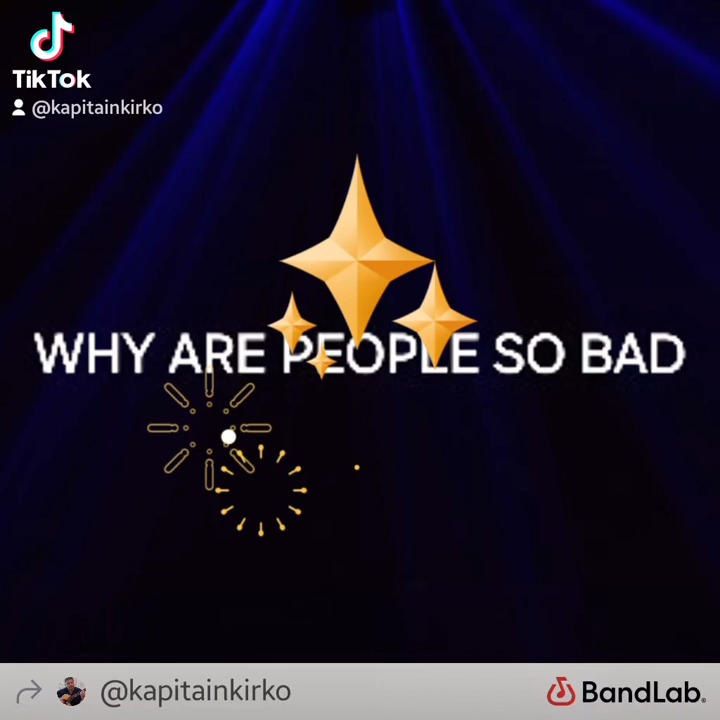 TikTok
@kapitainkirko
WHY ARE PEOPLE SO BAD
@kapitainkirko
BandLab